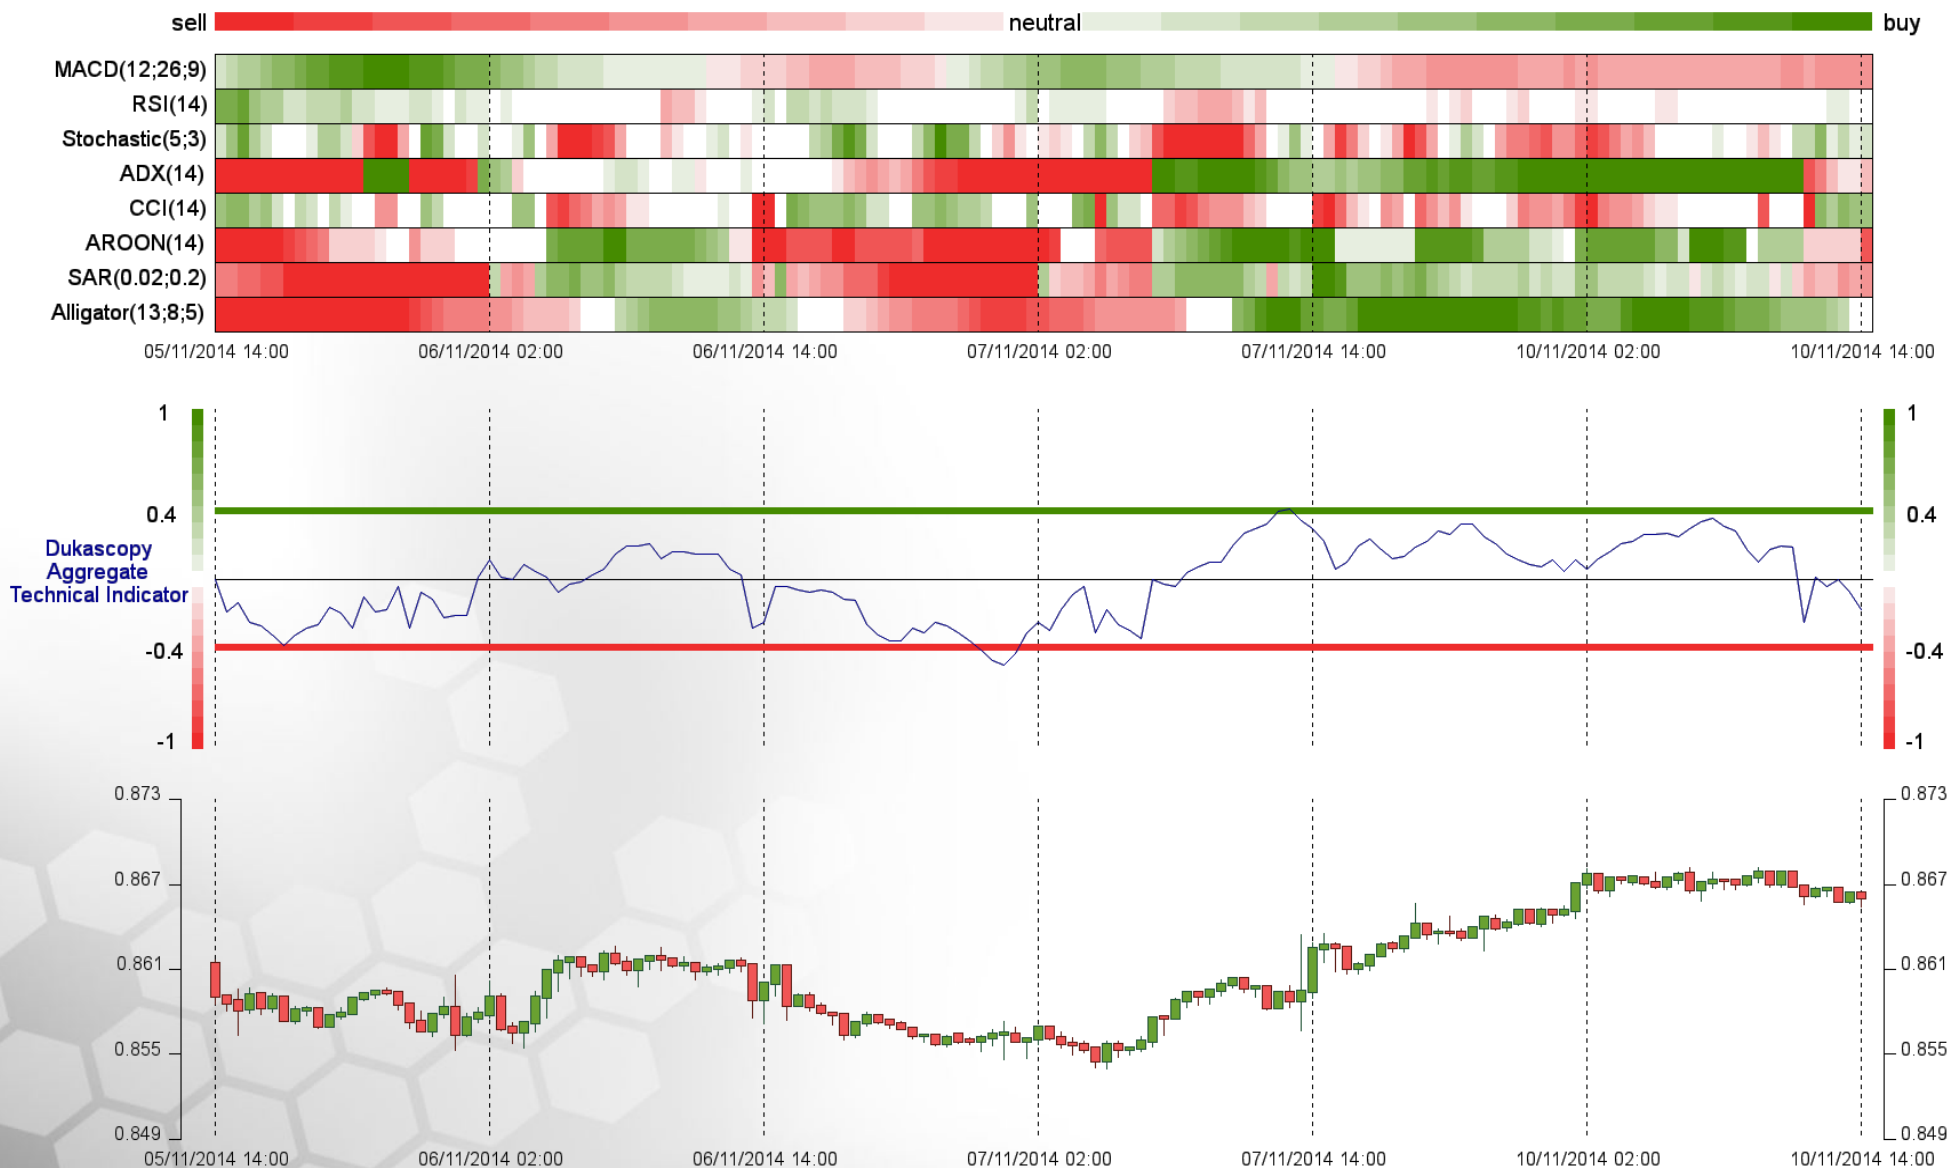 sell neutral buy
MACD(12;26;9)
RSI(14)
Stochastic(5;3)
ADX(14)
CCI(14)
AROON(14)
SAR(0.02;0.2)
Alligator(13;8;5)
05/11/2014 14:00 06/11/2014 02:00 06/11/2014 14:00 07/11/2014 02:00 07/11/2014 14:00 10/11/2014 02:00 10/11/2014 14:00
1 1
0.4 0.4
Dukascopy
Aggregate
Technical Indicator
-0.4 -0.4
-1 -1
0.873 0.873
0.867 0.867
0.861 0.861
0.855 0.855
0.849 0.849
05/11/2014 14:00 06/11/2014 02:00 06/11/2014 14:00 07/11/2014 02:00 07/11/2014 14:00 10/11/2014 02:00 10/11/2014 14:00